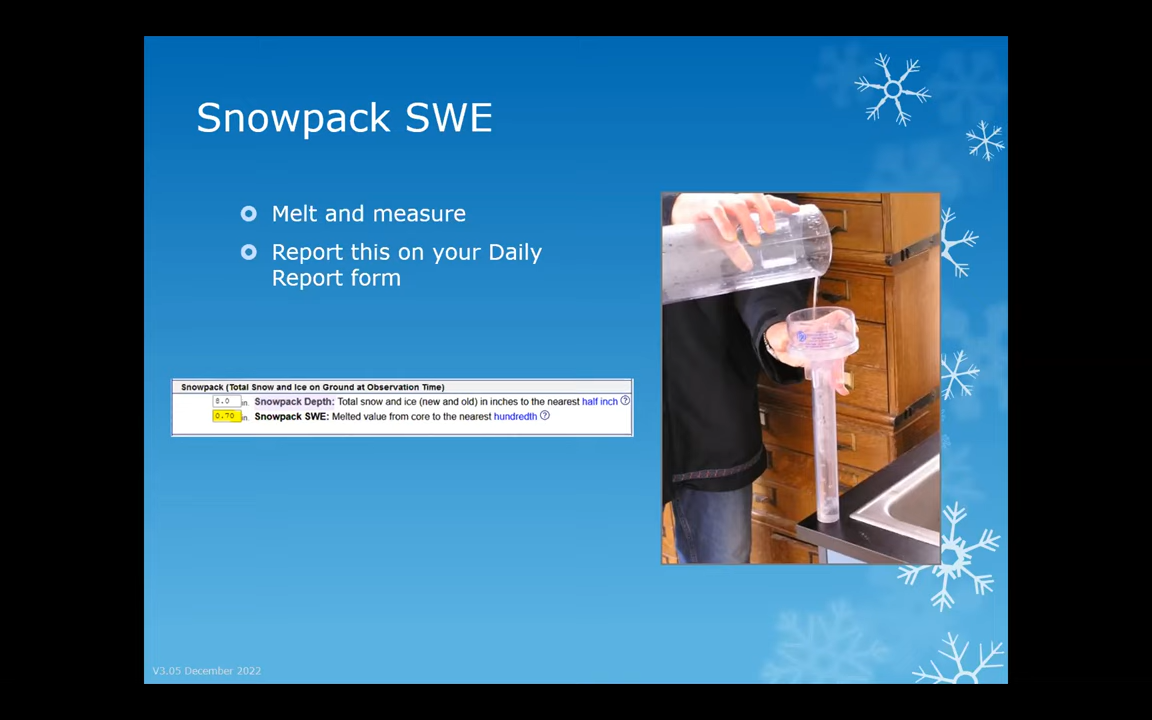 Snowpack SWE
Melt and measure
Report this on your Daily
Report form
Snowpack (Total Snow and Ice on Ground at Observation Time)
8.0 in. Snowpack Depth: Total snow and ice (new and old) in inches to the nearest half inch ?
0.70 in. Snowpack SWE: Melted value from core to the nearest hundredth ?
V3.05 December 2022